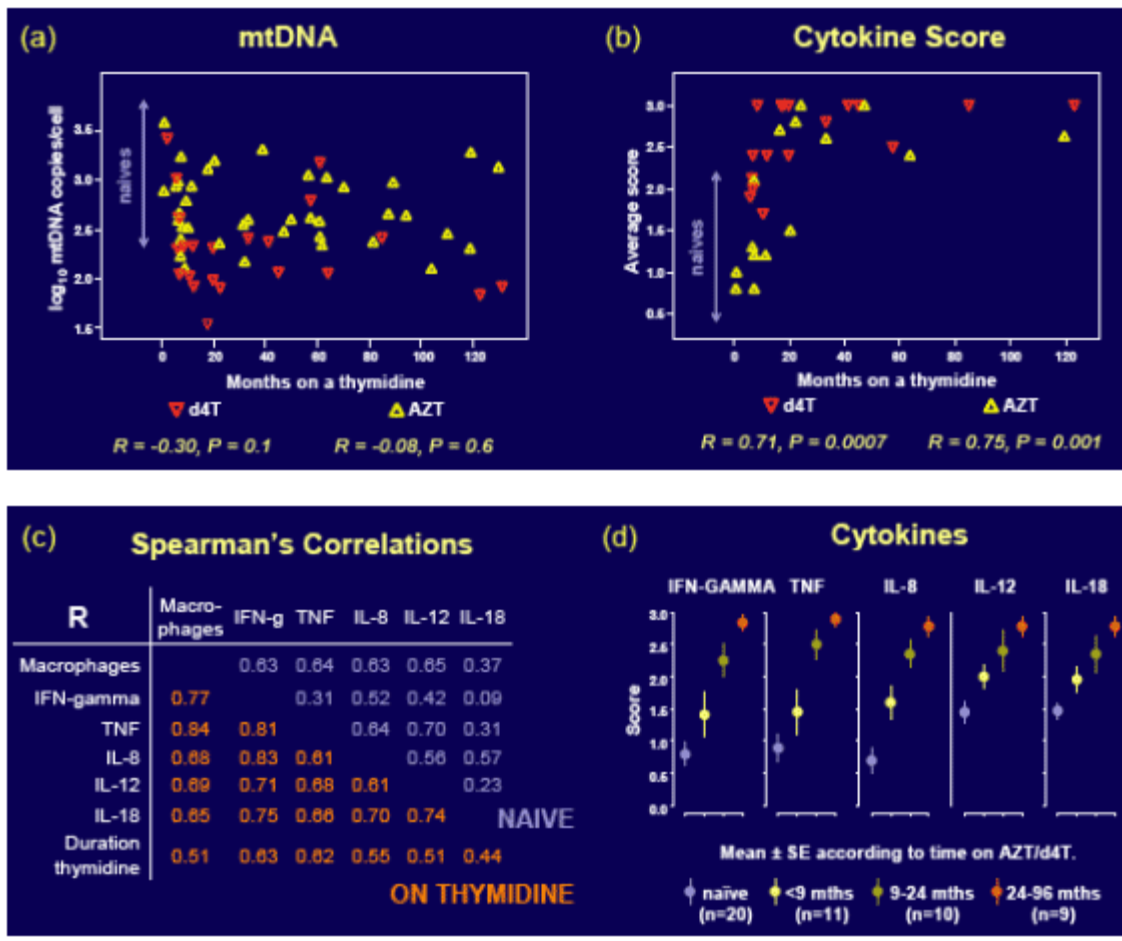 (a)
mtDNA
log10 mtDNA copies/cell
naives
3.5
3.0
2.5
2.0
1.5
0 20 40 60 80 100 120
Months on a thymidine
d4T AZT
R = -0.30, P = 0.1 R = -0.08, P = 0.6
(b)
Cytokine Score
Average score
naives
3.0
2.5
2.0
1.5
1.0
0.5
0 20 40 60 80 100 120
Months on a thymidine
d4T AZT
R = 0.71, P = 0.0007 R = 0.75, P = 0.001
(c)
Spearman's Correlations
R Macro-phages IFN-g TNF IL-8 IL-12 IL-18
Macrophages 0.63 0.64 0.63 0.65 0.37
IFN-gamma 0.77 0.31 0.52 0.42 0.09
TNF 0.84 0.81 0.64 0.70 0.31
IL-8 0.68 0.83 0.61 0.56 0.57
IL-12 0.69 0.71 0.68 0.61 0.23
IL-18 0.65 0.75 0.66 0.70 0.74 NAIVE
Duration
thymidine 0.51 0.63 0.62 0.55 0.51 0.44
ON THYMIDINE
(d)
Cytokines
IFN-GAMMA TNF IL-8 IL-12 IL-18
Score
3.0
2.5
2.0
1.5
1.0
0.5
0.0
Mean ± SE according to time on AZT/d4T.
naïve <9 mths 9-24 mths 24-96 mths
(n=20) (n=11) (n=10) (n=9)